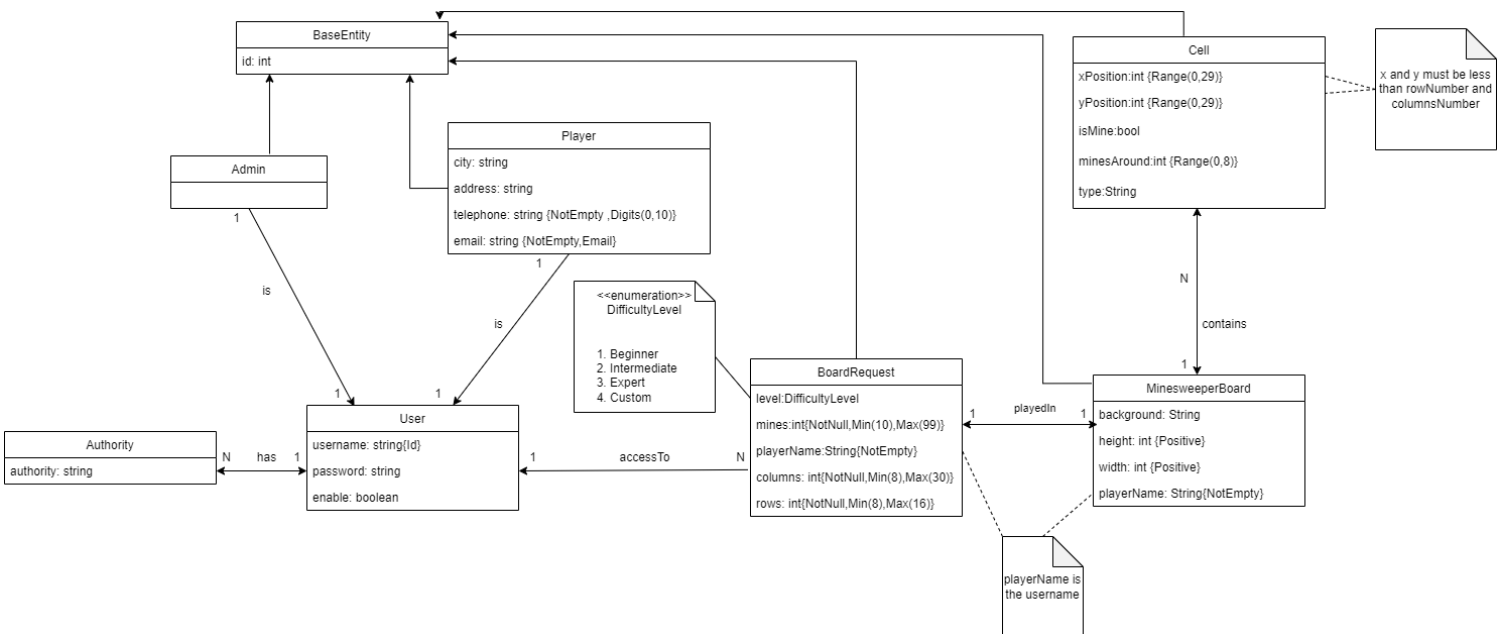 BaseEntity
id: int
Cell
xPosition:int {Range(0,29)}
yPosition:int {Range(0,29)}
isMine:bool
minesAround:int {Range(0,8)}
type:String
x and y must be less
than rowNumber and
columnsNumber
Player
city: string
address: string
telephone: string {NotEmpty ,Digits(0,10)}
email: string {NotEmpty,Email}
Admin
1
1
is
is
N
contains
1
<<enumeration>>
DifficultyLevel
1. Beginner
2. Intermediate
3. Expert
4. Custom
1
1
BoardRequest
level:DifficultyLevel
mines:int{NotNull,Min(10),Max(99)}
playerName:String{NotEmpty}
columns: int{NotNull,Min(8),Max(30)}
rows: int{NotNull,Min(8),Max(16)}
1
playedIn
1
MinesweeperBoard
background: String
height: int {Positive}
width: int {Positive}
playerName: String{NotEmpty}
User
username: string{Id}
password: string
enable: boolean
Authority
authority: string
N
has
1
1
accessTo
N
playerName is
the username